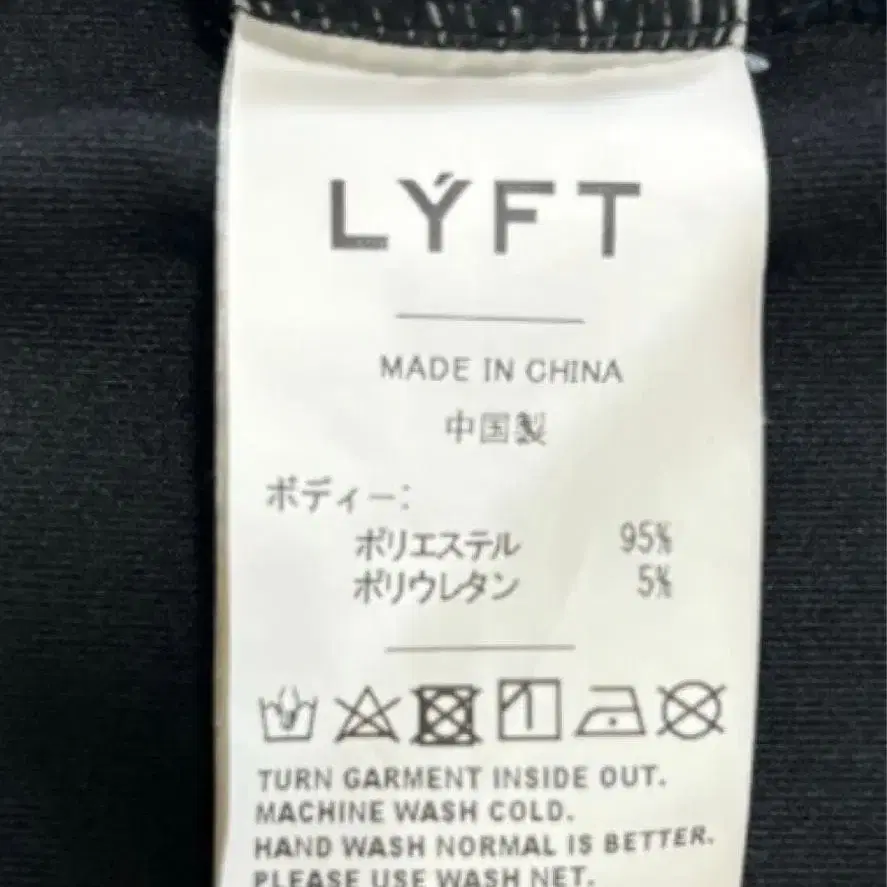 LÝFT
MADE IN CHINA
中国製
ボディー:
ポリエステル 95%
ポリウレタン 5%
TURN GARMENT INSIDE OUT.
MACHINE WASH COLD.
HAND WASH NORMAL IS BETTER.
PLEASE USE WASH NET.